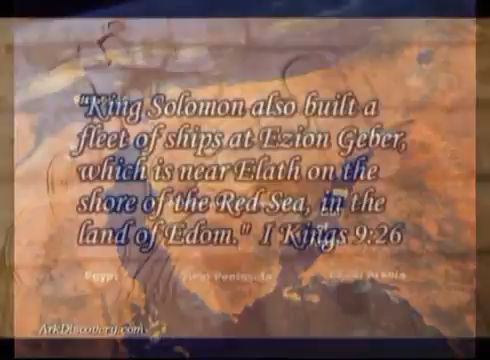 "King Solomon also built a
fleet of ships at Ezion Geber,
which is near Elath on the
shore of the Red Sea, in the
land of Edom." I Kings 9:26
Egypt Sinai Peninsula Saudi Arabia
ArkDiscovery.com